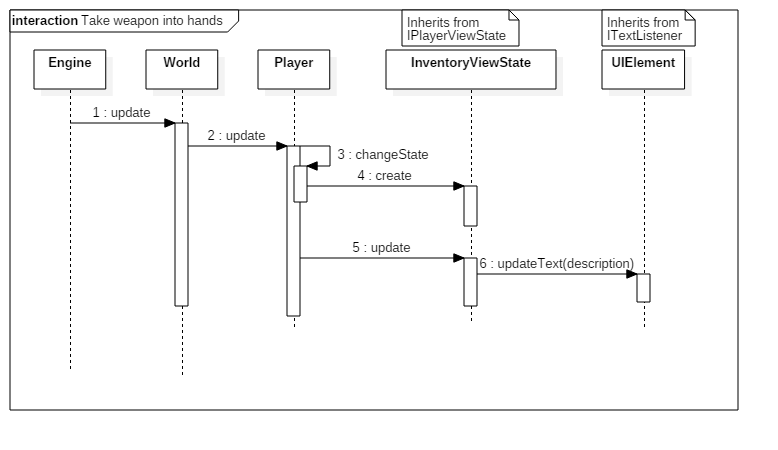 interaction Take weapon into hands
Inherits from
IPlayerViewState
Inherits from
ITextListener
Engine
World
Player
InventoryViewState
UIElement
1 : update
2 : update
3 : changeState
4 : create
5 : update
6 : updateText(description)